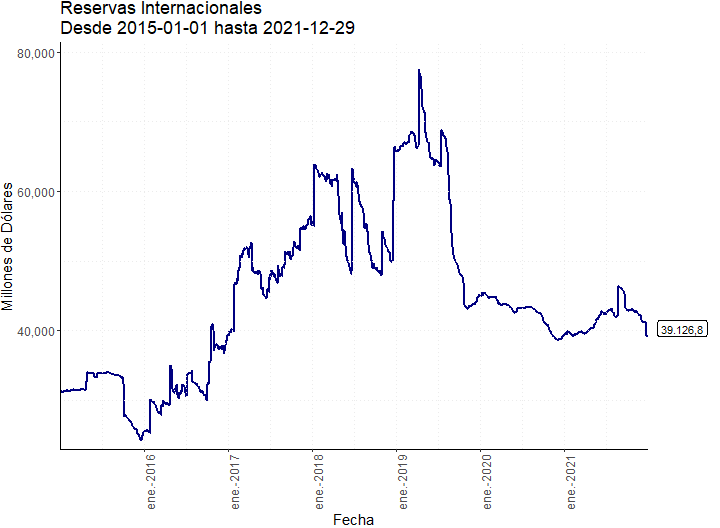 Reservas Internacionales
Desde 2015-01-01 hasta 2021-12-29
Millones de Dólares
80,000
60,000
40,000
39.126,8
ene.-2016
ene.-2017
ene.-2018
ene.-2019
ene.-2020
ene.-2021
Fecha